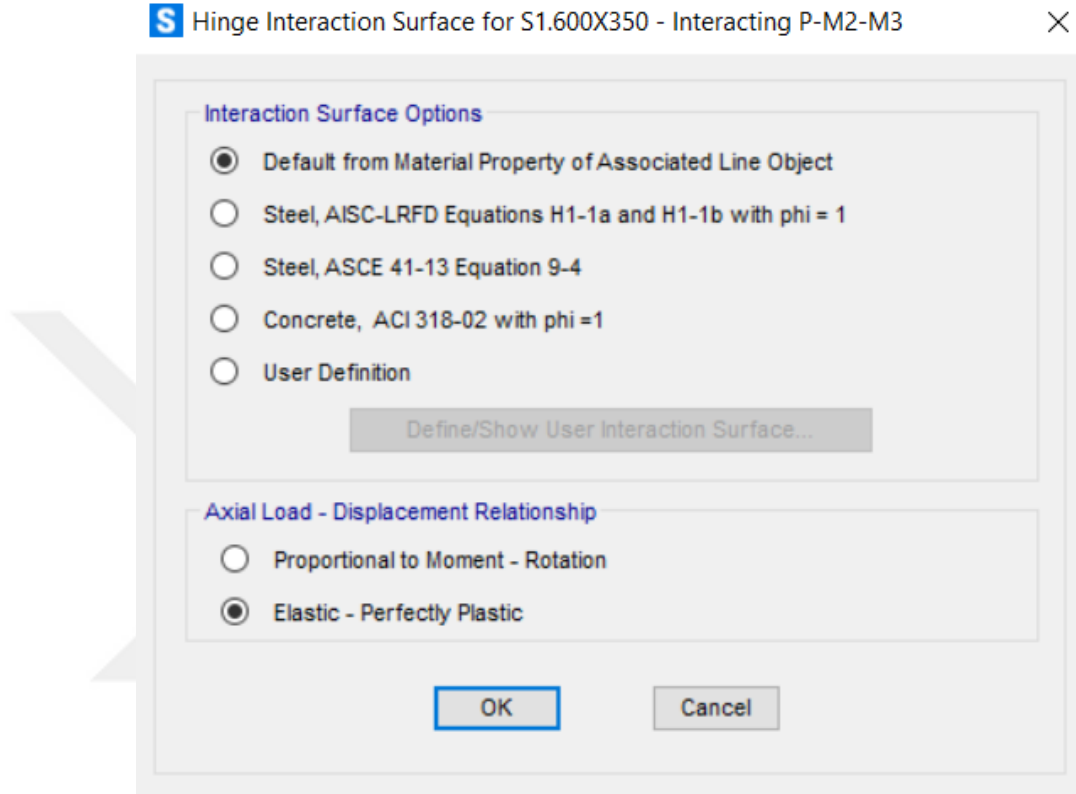 S Hinge Interaction Surface for S1.600X350 - Interacting P-M2-M3
Interaction Surface Options
Default from Material Property of Associated Line Object
Steel, AISC-LRFD Equations H1-1a and H1-1b with phi = 1
Steel, ASCE 41-13 Equation 9-4
Concrete, ACI 318-02 with phi =1
User Definition
Define/Show User Interaction Surface...
Axial Load - Displacement Relationship
Proportional to Moment - Rotation
Elastic - Perfectly Plastic
OK Cancel